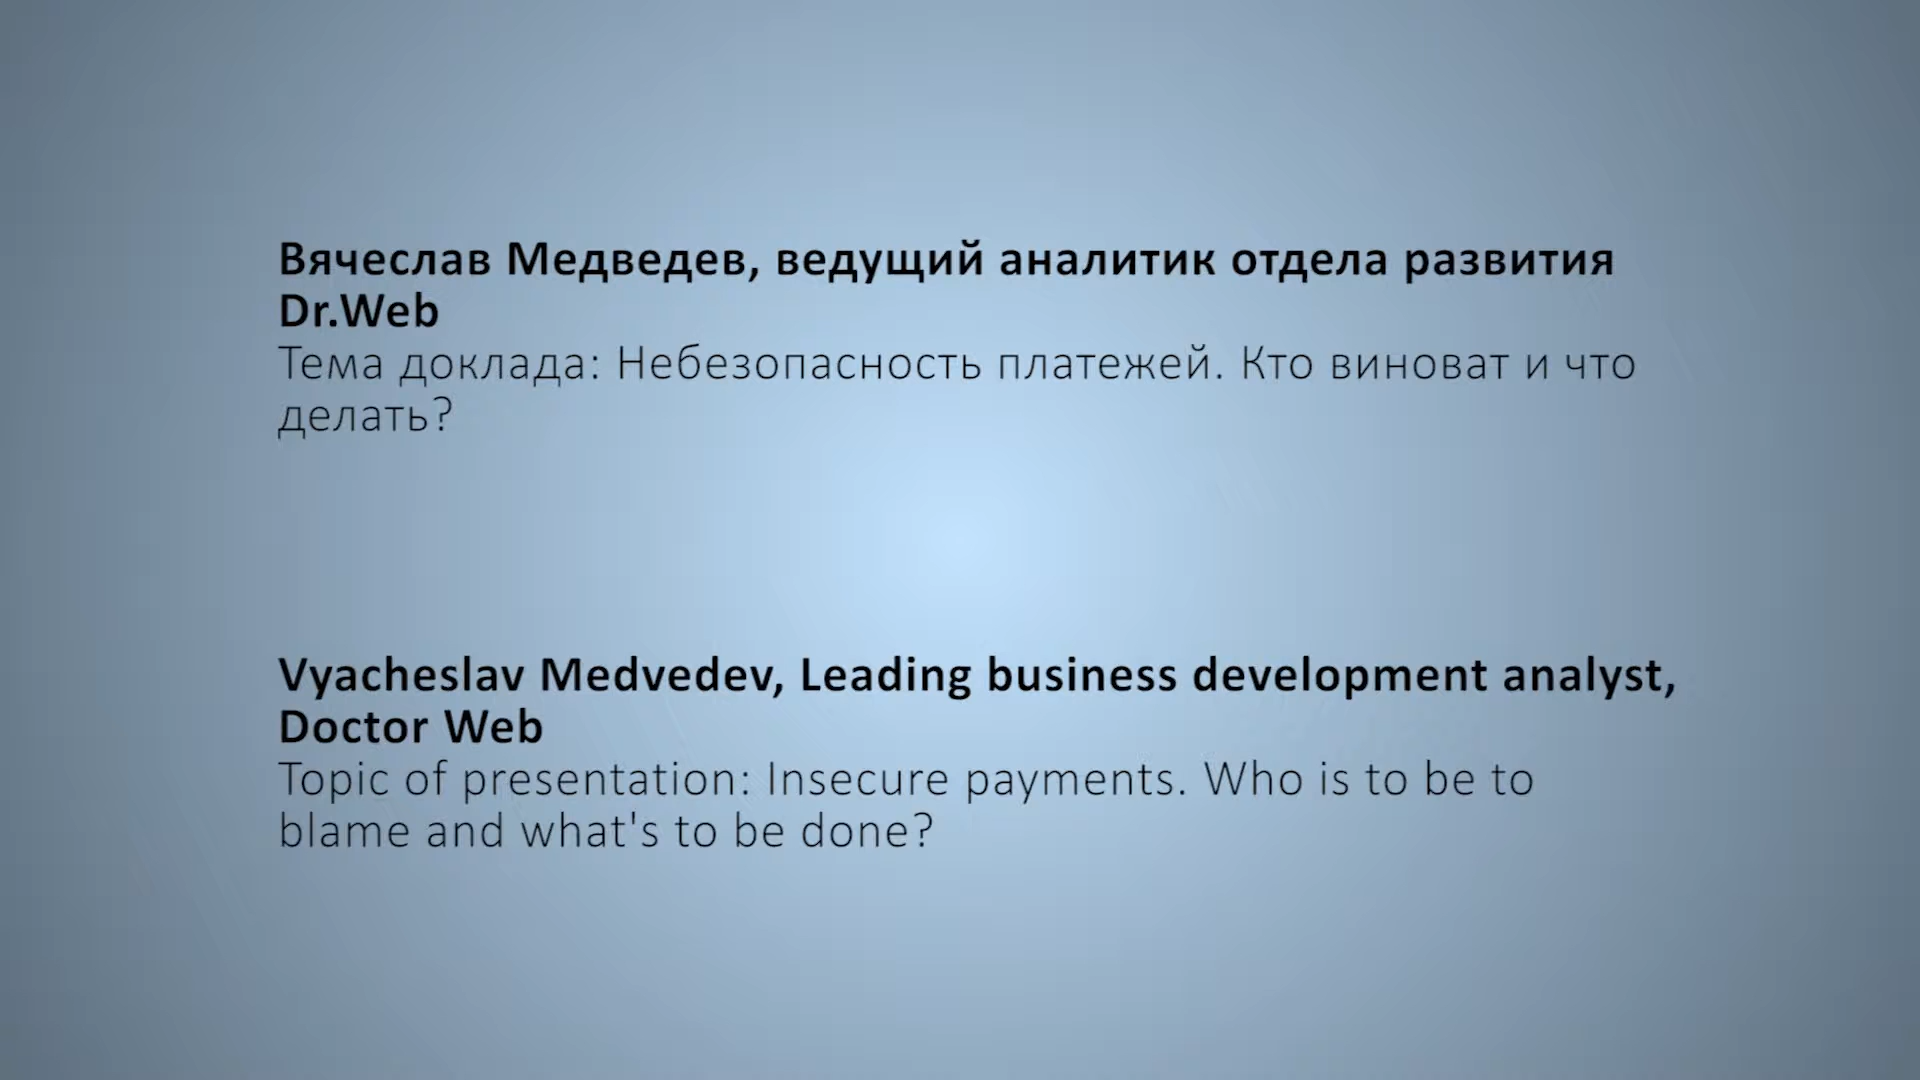 Вячеслав Медведев, ведущий аналитик отдела развития
Dr.Web
Тема доклада: Небезопасность платежей. Кто виноват и что
делать?
Vyacheslav Medvedev, Leading business development analyst,
Doctor Web
Topic of presentation: Insecure payments. Who is to be to
blame and what's to be done?